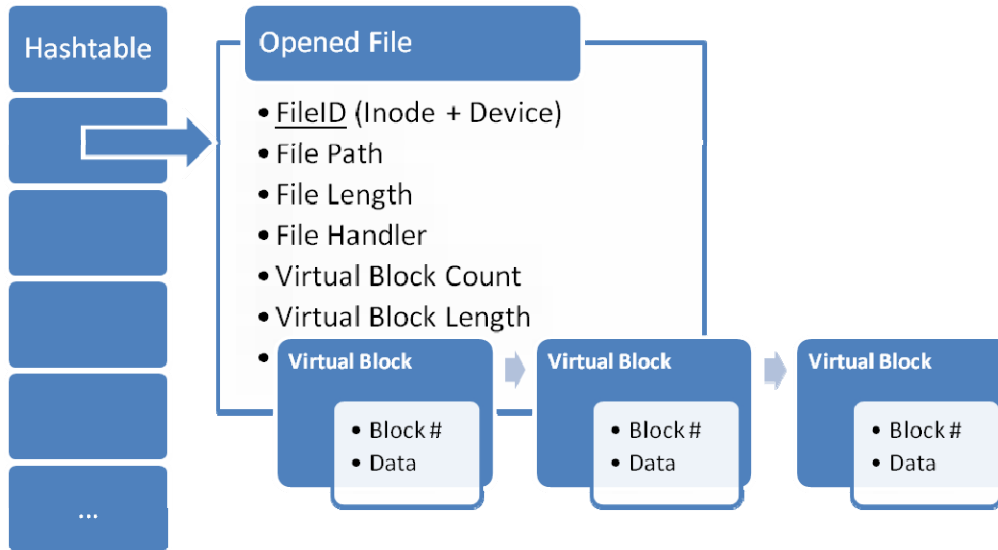 Hashtable
...
Opened File
• FileID (Inode + Device)
• File Path
• File Length
• File Handler
• Virtual Block Count
• Virtual Block Length
•
Virtual Block
• Block #
• Data
Virtual Block
• Block #
• Data
Virtual Block
• Block #
• Data